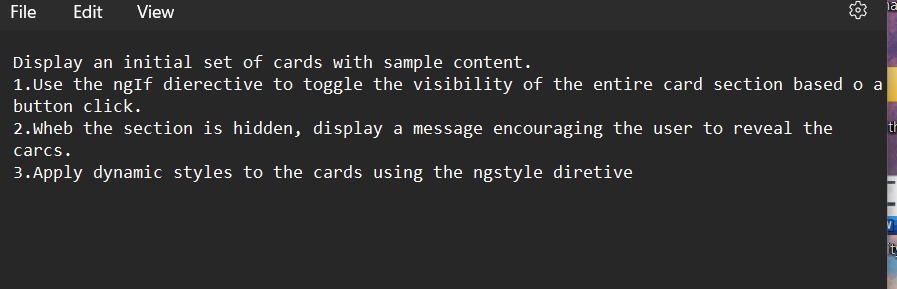 File Edit View
Display an initial set of cards with sample content.
1.Use the ngIf dierective to toggle the visibility of the entire card section based o a
button click.
2.Wheb the section is hidden, display a message encouraging the user to reveal the
carcs.
3.Apply dynamic styles to the cards using the ngstyle diretive